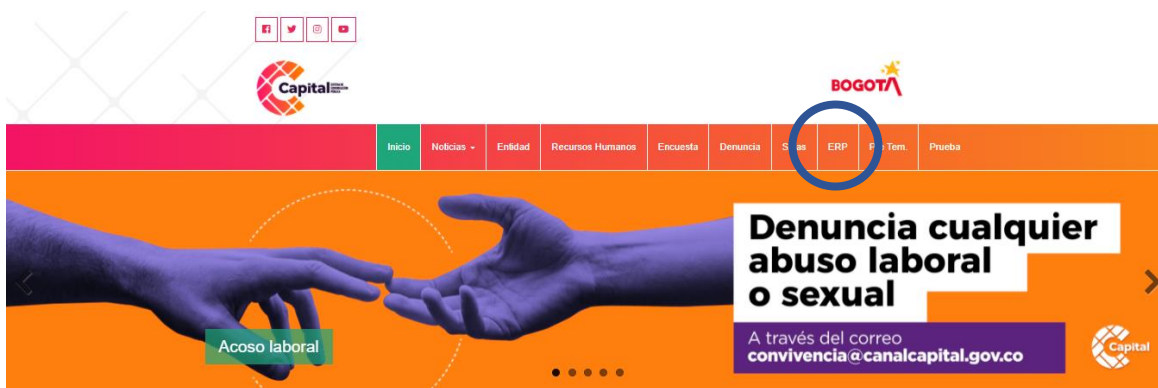 Capital
BOGOTÁ
Inicio
Noticias
Entidad
Recursos Humanos
Encuesta
Denuncia
ERP
Tem.
Prueba
Denuncia cualquier
abuso laboral
o sexual
A través del correo
convivencia@canalcapital.gov.co
Acoso laboral
Capital